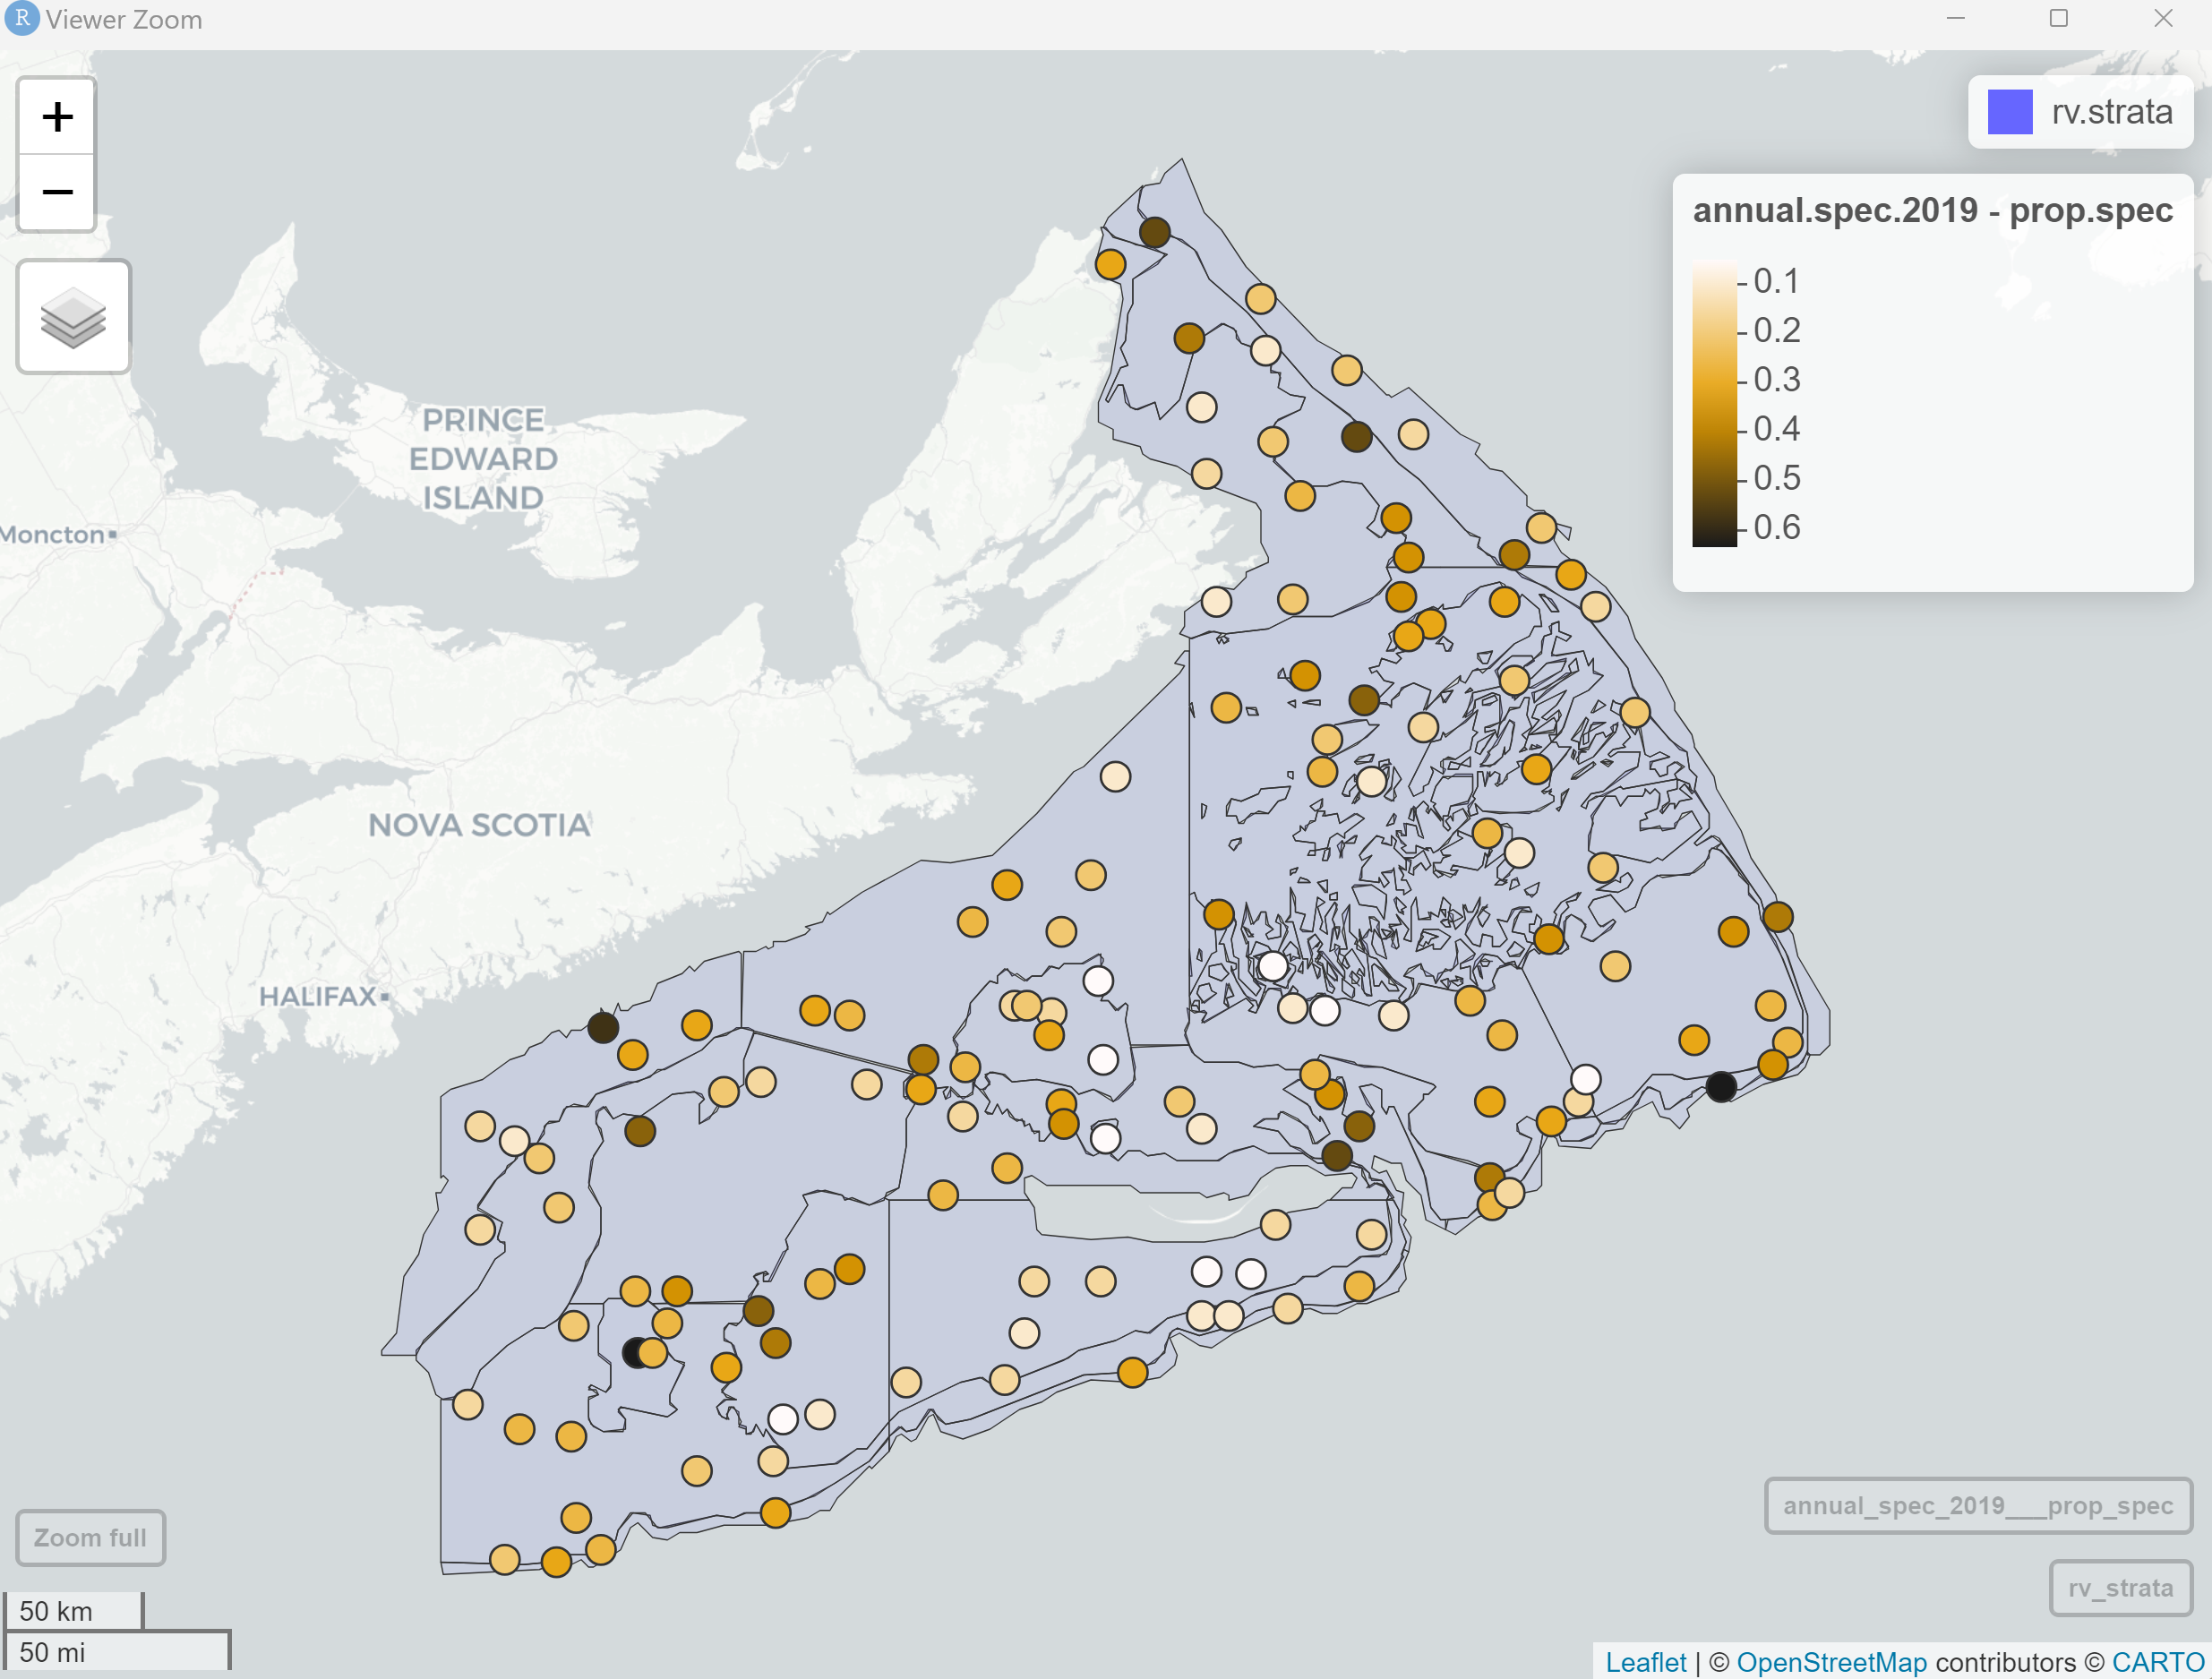 R Viewer Zoom
+
−
rv.strata
annual.spec.2019 - prop.spec
0.1
0.2
0.3
0.4
0.5
0.6
PRINCE
EDWARD
ISLAND
Moncton
NOVA SCOTIA
HALIFAX
Zoom full
annual_spec_2019___prop_spec
rv_strata
50 km
50 mi
Leaflet | © OpenStreetMap contributors © CARTO